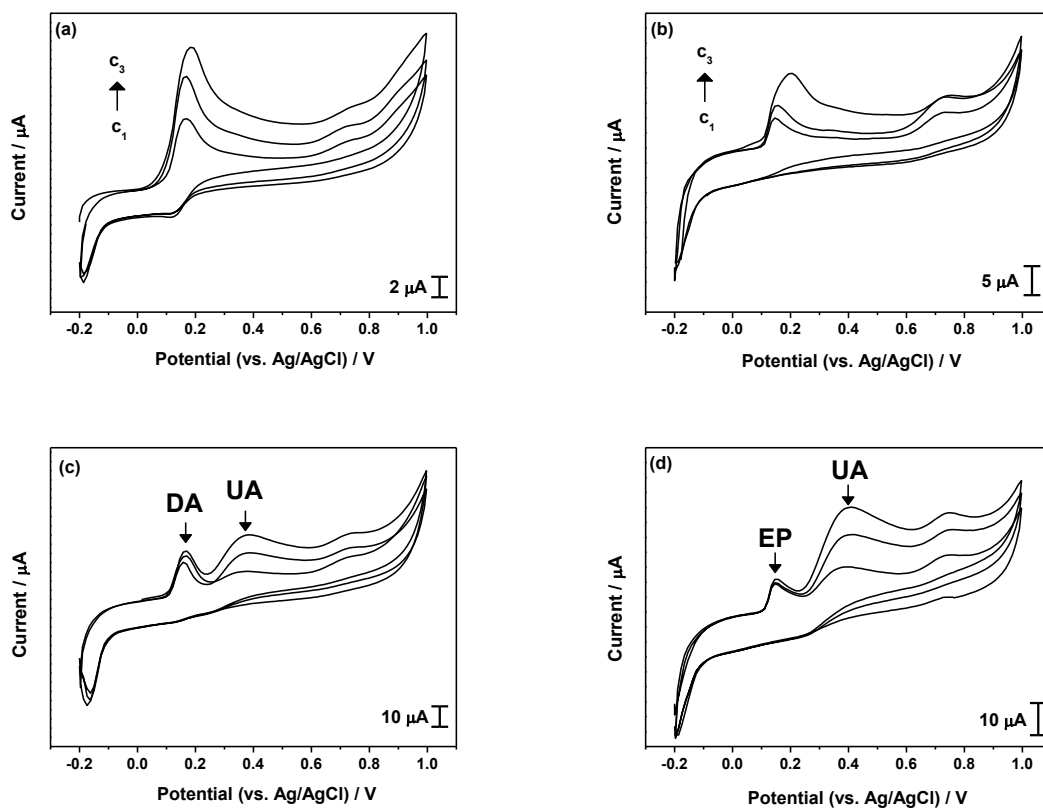 (a)
c3
c1
Current / μA
2 μA
-0.2 0.0 0.2 0.4 0.6 0.8 1.0
Potential (vs. Ag/AgCl) / V
(b)
c3
c1
Current / μA
5 μA
-0.2 0.0 0.2 0.4 0.6 0.8 1.0
Potential (vs. Ag/AgCl) / V
(c)
DA
UA
Current / μA
10 μA
-0.2 0.0 0.2 0.4 0.6 0.8 1.0
Potential (vs. Ag/AgCl) / V
(d)
UA
EP
Current / μA
10 μA
-0.2 0.0 0.2 0.4 0.6 0.8 1.0
Potential (vs. Ag/AgCl) / V